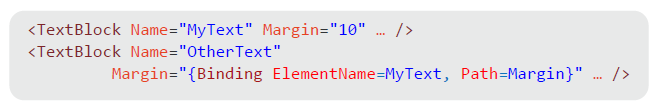 <TextBlock Name="MyText" Margin="10" … />
<TextBlock Name="OtherText"
Margin="{Binding ElementName=MyText, Path=Margin}" … />